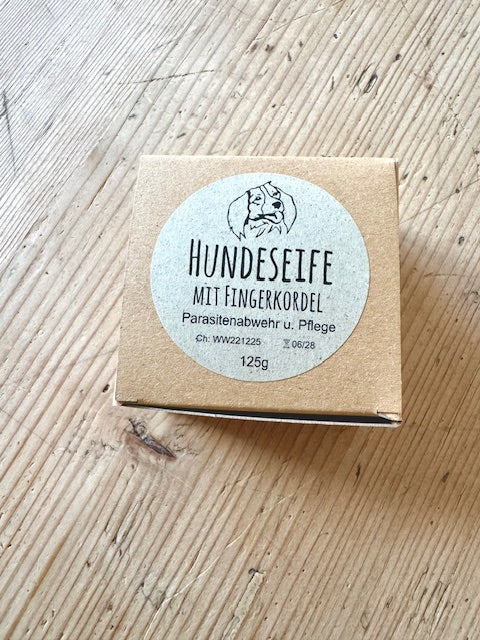 HUNDESEIFE
MIT FINGERKORDEL
Parasitenabwehr u. Pflege
Ch: WW221225 ⌛ 06/28
125g